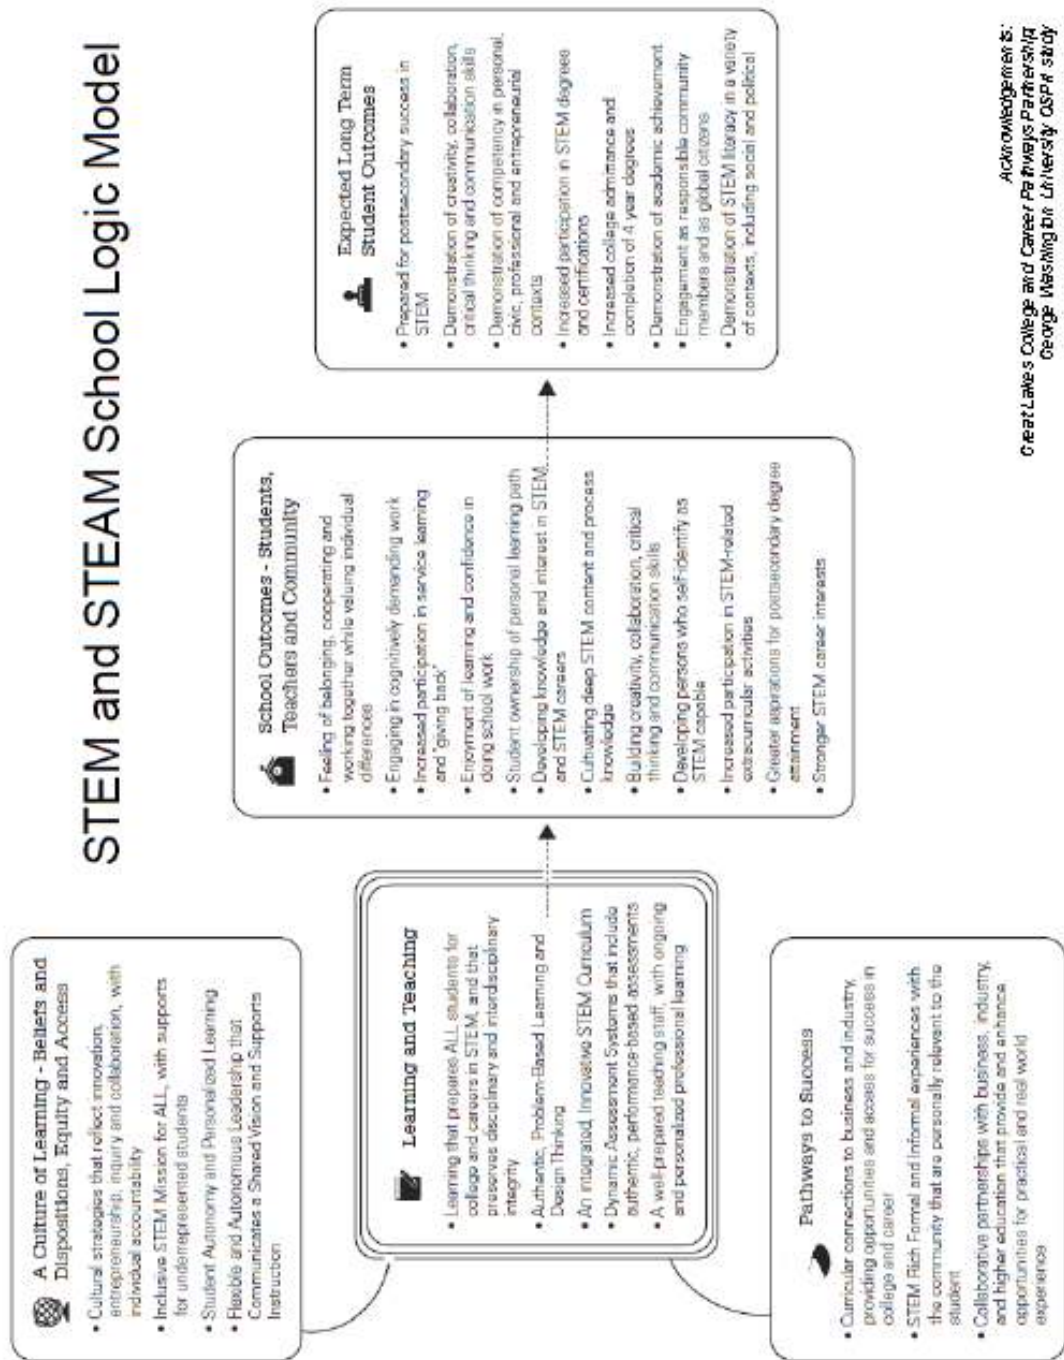 STEM and STEAM School Logic Model
A Culture of Learning - Beliefs and
Dispositions, Equity and Access
• Cultural strategies that reflect innovation,
entrepreneurship, inquiry and collaboration, with
individual accountability
• Inclusive STEM Mission for ALL, with supports
for underrepresented students
• Student Autonomy and Personalized Learning
• Flexible and Autonomous Leadership that
Communicates a Shared Vision and Supports
Instruction
Learning and Teaching
• Learning that prepares ALL students for
college and careers in STEM, and that
preserves disciplinary and interdisciplinary
integrity
• Authentic, Problem-Based Learning and
Design Thinking
• An integrated, Innovative STEM Curriculum
• Dynamic Assessment Systems that include
authentic, performance-based assessments
• A well-prepared teaching staff, with ongoing
and personalized professional learning
Pathways to Success
• Curricular connections to business and industry,
providing opportunities and access for success in
college and career
• STEM Rich Formal and Informal experiences with
the community that are personally relevant to the
student
• Collaborative partnerships with business, industry,
and higher education that provide and enhance
opportunities for practical and real world
experience
School Outcomes - Students,
Teachers and Community
• Feeling of belonging, cooperating and
working together while valuing individual
differences
• Engaging in cognitively demanding work
• Increased participation in service learning
and "giving back"
• Enjoyment of learning and confidence in
doing school work
• Student ownership of personal learning path
• Developing knowledge and interest in STEM
and STEM careers
• Cultivating deep STEM content and process
knowledge
• Building creativity, collaboration, critical
thinking and communication skills
• Developing persons who self-identify as
STEM capable
• Increased participation in STEM-related
extracurricular activities
• Greater aspirations for postsecondary degree
attainment
• Stronger STEM career interests
Expected Long Term
Student Outcomes
• Prepared for postsecondary success in
STEM
• Demonstration of creativity, collaboration,
critical thinking and communication skills
• Demonstration of competency in personal,
civic, professional and entrepreneurial
contexts
• Increased participation in STEM degrees
and certifications
• Increased college admittance and
completion of 4 year degrees
• Demonstration of academic achievement
• Engagement as responsible community
members and as global citizens
• Demonstration of STEM literacy in a variety
of contexts, including social and political
Acknowledgements:
Great Lakes College and Career Pathways Partnership
George Washington University OSPrI study